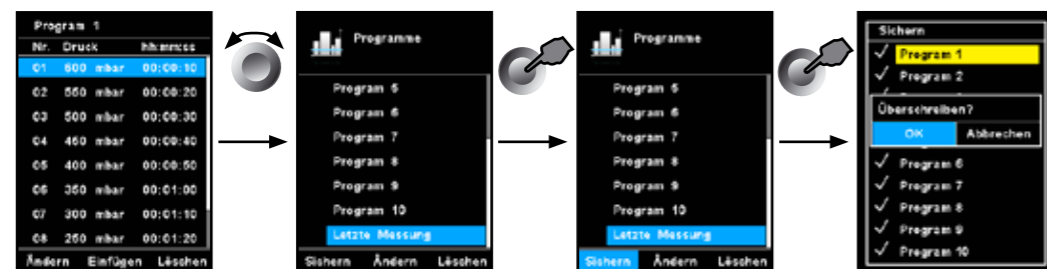 Program 1
Nr. Druck hh:mm:ss
01 600 mbar 00:00:10
02 550 mbar 00:00:20
03 500 mbar 00:00:30
04 450 mbar 00:00:40
05 400 mbar 00:00:50
06 350 mbar 00:01:00
07 300 mbar 00:01:10
08 250 mbar 00:01:20
Ändern Einfügen Löschen
Programme
Program 5
Program 6
Program 7
Program 8
Program 9
Program 10
Letzte Messung
Sichern Ändern Löschen
Programme
Program 5
Program 6
Program 7
Program 8
Program 9
Program 10
Letzte Messung
Sichern Ändern Löschen
Sichern
Program 1
Program 2
Überschreiben?
OK Abbrechen
Program 6
Program 7
Program 8
Program 9
Program 10